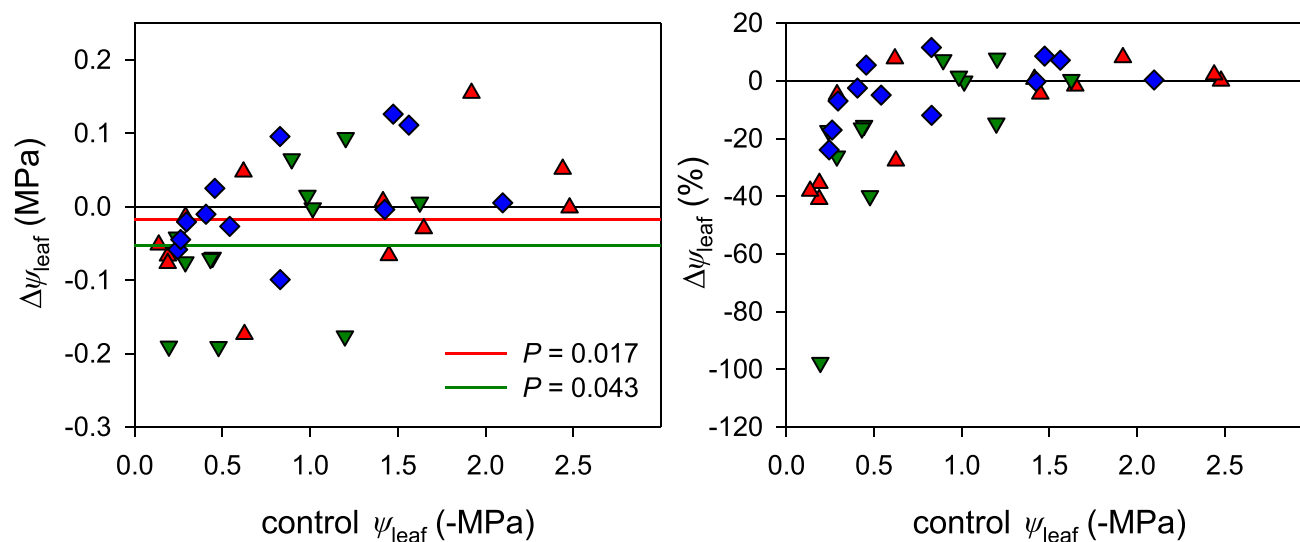 0.2
0.1
0.0
-0.1
-0.2
-0.3
Δψleaf (MPa)
P = 0.017
P = 0.043
0.0 0.5 1.0 1.5 2.0 2.5
control ψleaf (-MPa)
20
0
-20
-40
-60
-80
-100
-120
Δψleaf (%)
0.0 0.5 1.0 1.5 2.0 2.5
control ψleaf (-MPa)